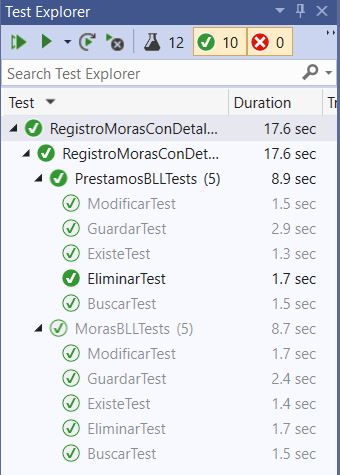 Test Explorer
12 10 0
Search Test Explorer
Test Duration Tr
RegistroMorasConDetal... 17.6 sec
RegistroMorasConDet... 17.6 sec
PrestamosBLLTests (5) 8.9 sec
ModificarTest 1.5 sec
GuardarTest 2.9 sec
ExisteTest 1.3 sec
EliminarTest 1.7 sec
BuscarTest 1.5 sec
MorasBLLTests (5) 8.7 sec
ModificarTest 1.7 sec
GuardarTest 2.4 sec
ExisteTest 1.4 sec
EliminarTest 1.7 sec
BuscarTest 1.5 sec